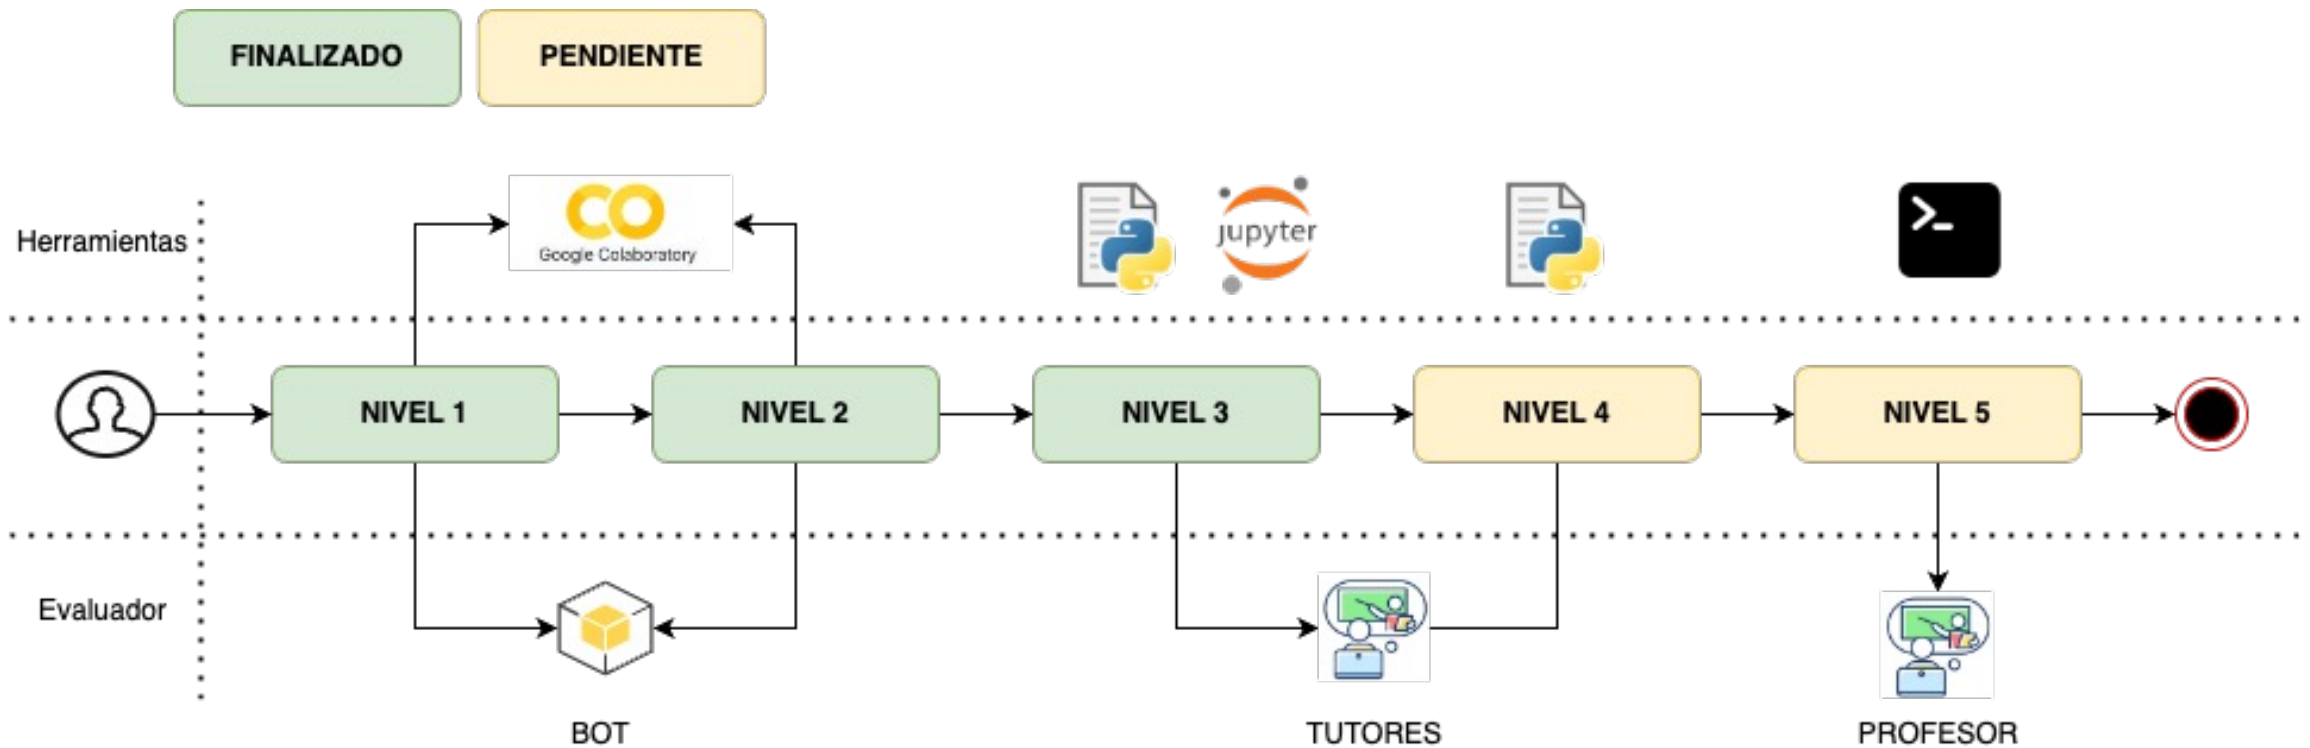 FINALIZADO
PENDIENTE
Herramientas
CO
Google Colaboratory
jupyter
>_
NIVEL 1
NIVEL 2
NIVEL 3
NIVEL 4
NIVEL 5
Evaluador
BOT
TUTORES
PROFESOR